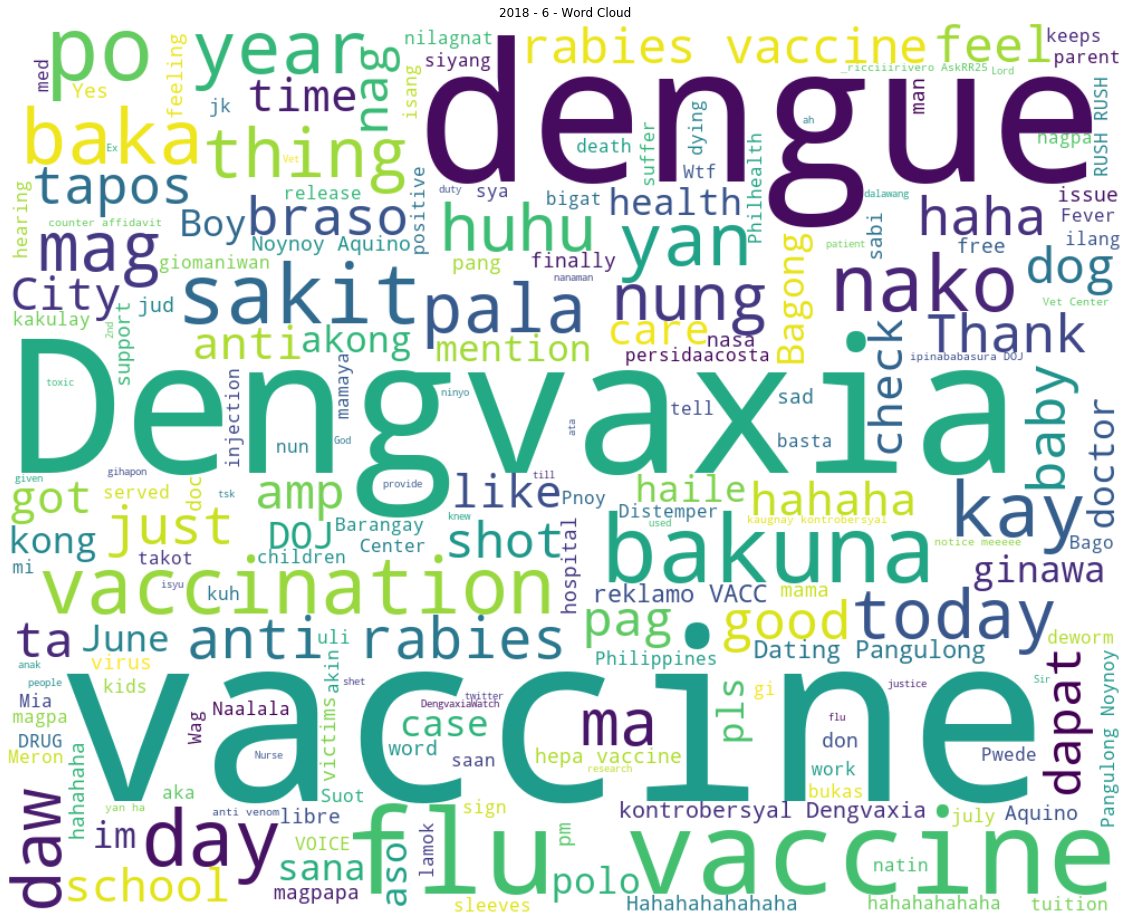 2018 - 6 - Word Cloud
po
year
nag
nilagnat
siyang
rabies vaccine
feel
keeps
parent
med
Yes
feeling
jk
time
isang
dengue
_ricciiirivero AskRR25
Lord
man
RUSH RUSH
baka
Ex
thing
Vet
death
suffer
dying
Wtf
ah
nagpa
tapos
release
positive
duty
sya
bigat
health
Philhealth
dalawang
issue
hearing
counter affidavit
Boy
braso
huhu
yan
sabi
haha
Fever
mag
Noynoy Aquino
finally
patient
free
ilang
giomaniwan
pang
nanaman
Bagong
dog
City
jud
sakit
pala
nung
nako
Vet Center
kakulay
2nd
support
anti
akong
mention
care
nasa
persidaacosta
Thank
ipinababasura DOJ
toxic
injection
mamaya
Dengvaxia
ninyo
ata
tell
sad
check
baby
doctor
nun
God
basta
given
gihapon
provide
till
got
served
doc
tsk
amp
like
Pnoy
haile
hahaha
kay
knew
used
Distemper
kaugnay kontrobersyal
just
DOJ
Barangay
shot
bakuna
notice meeeee
Bago
kong
takot
children
Center
hospital
mi
isyu
vaccination
kuh
reklamo VACC
mama
ginawa
ta
June
anti rabies
uli
akin
pag
good
today
deworm
anak
virus
Philippines
Dating Pangulong
people
kids
shet
twitter
vaccine
gi
justice
Sir
Mia
magpa
Wag
Naalala
victims
DengvaxiaWatch
case
ma
pls
flu
dapat
Pangulong Noynoy
DRUG
Meron
Nurse
word
saan
hepa vaccine
research
don
work
Pwede
hahahaha
aka
Suot
bukas
yan ha
anti venom
libre
sign
kontrobersyal Dengvaxia
july
Aquino
daw
im
day
VOICE
flu vaccine
lamok
pm
school
sana
magpapa
asof
polo
natin
sleeves
Hahahahahahaha
hahahahahaha
tuition